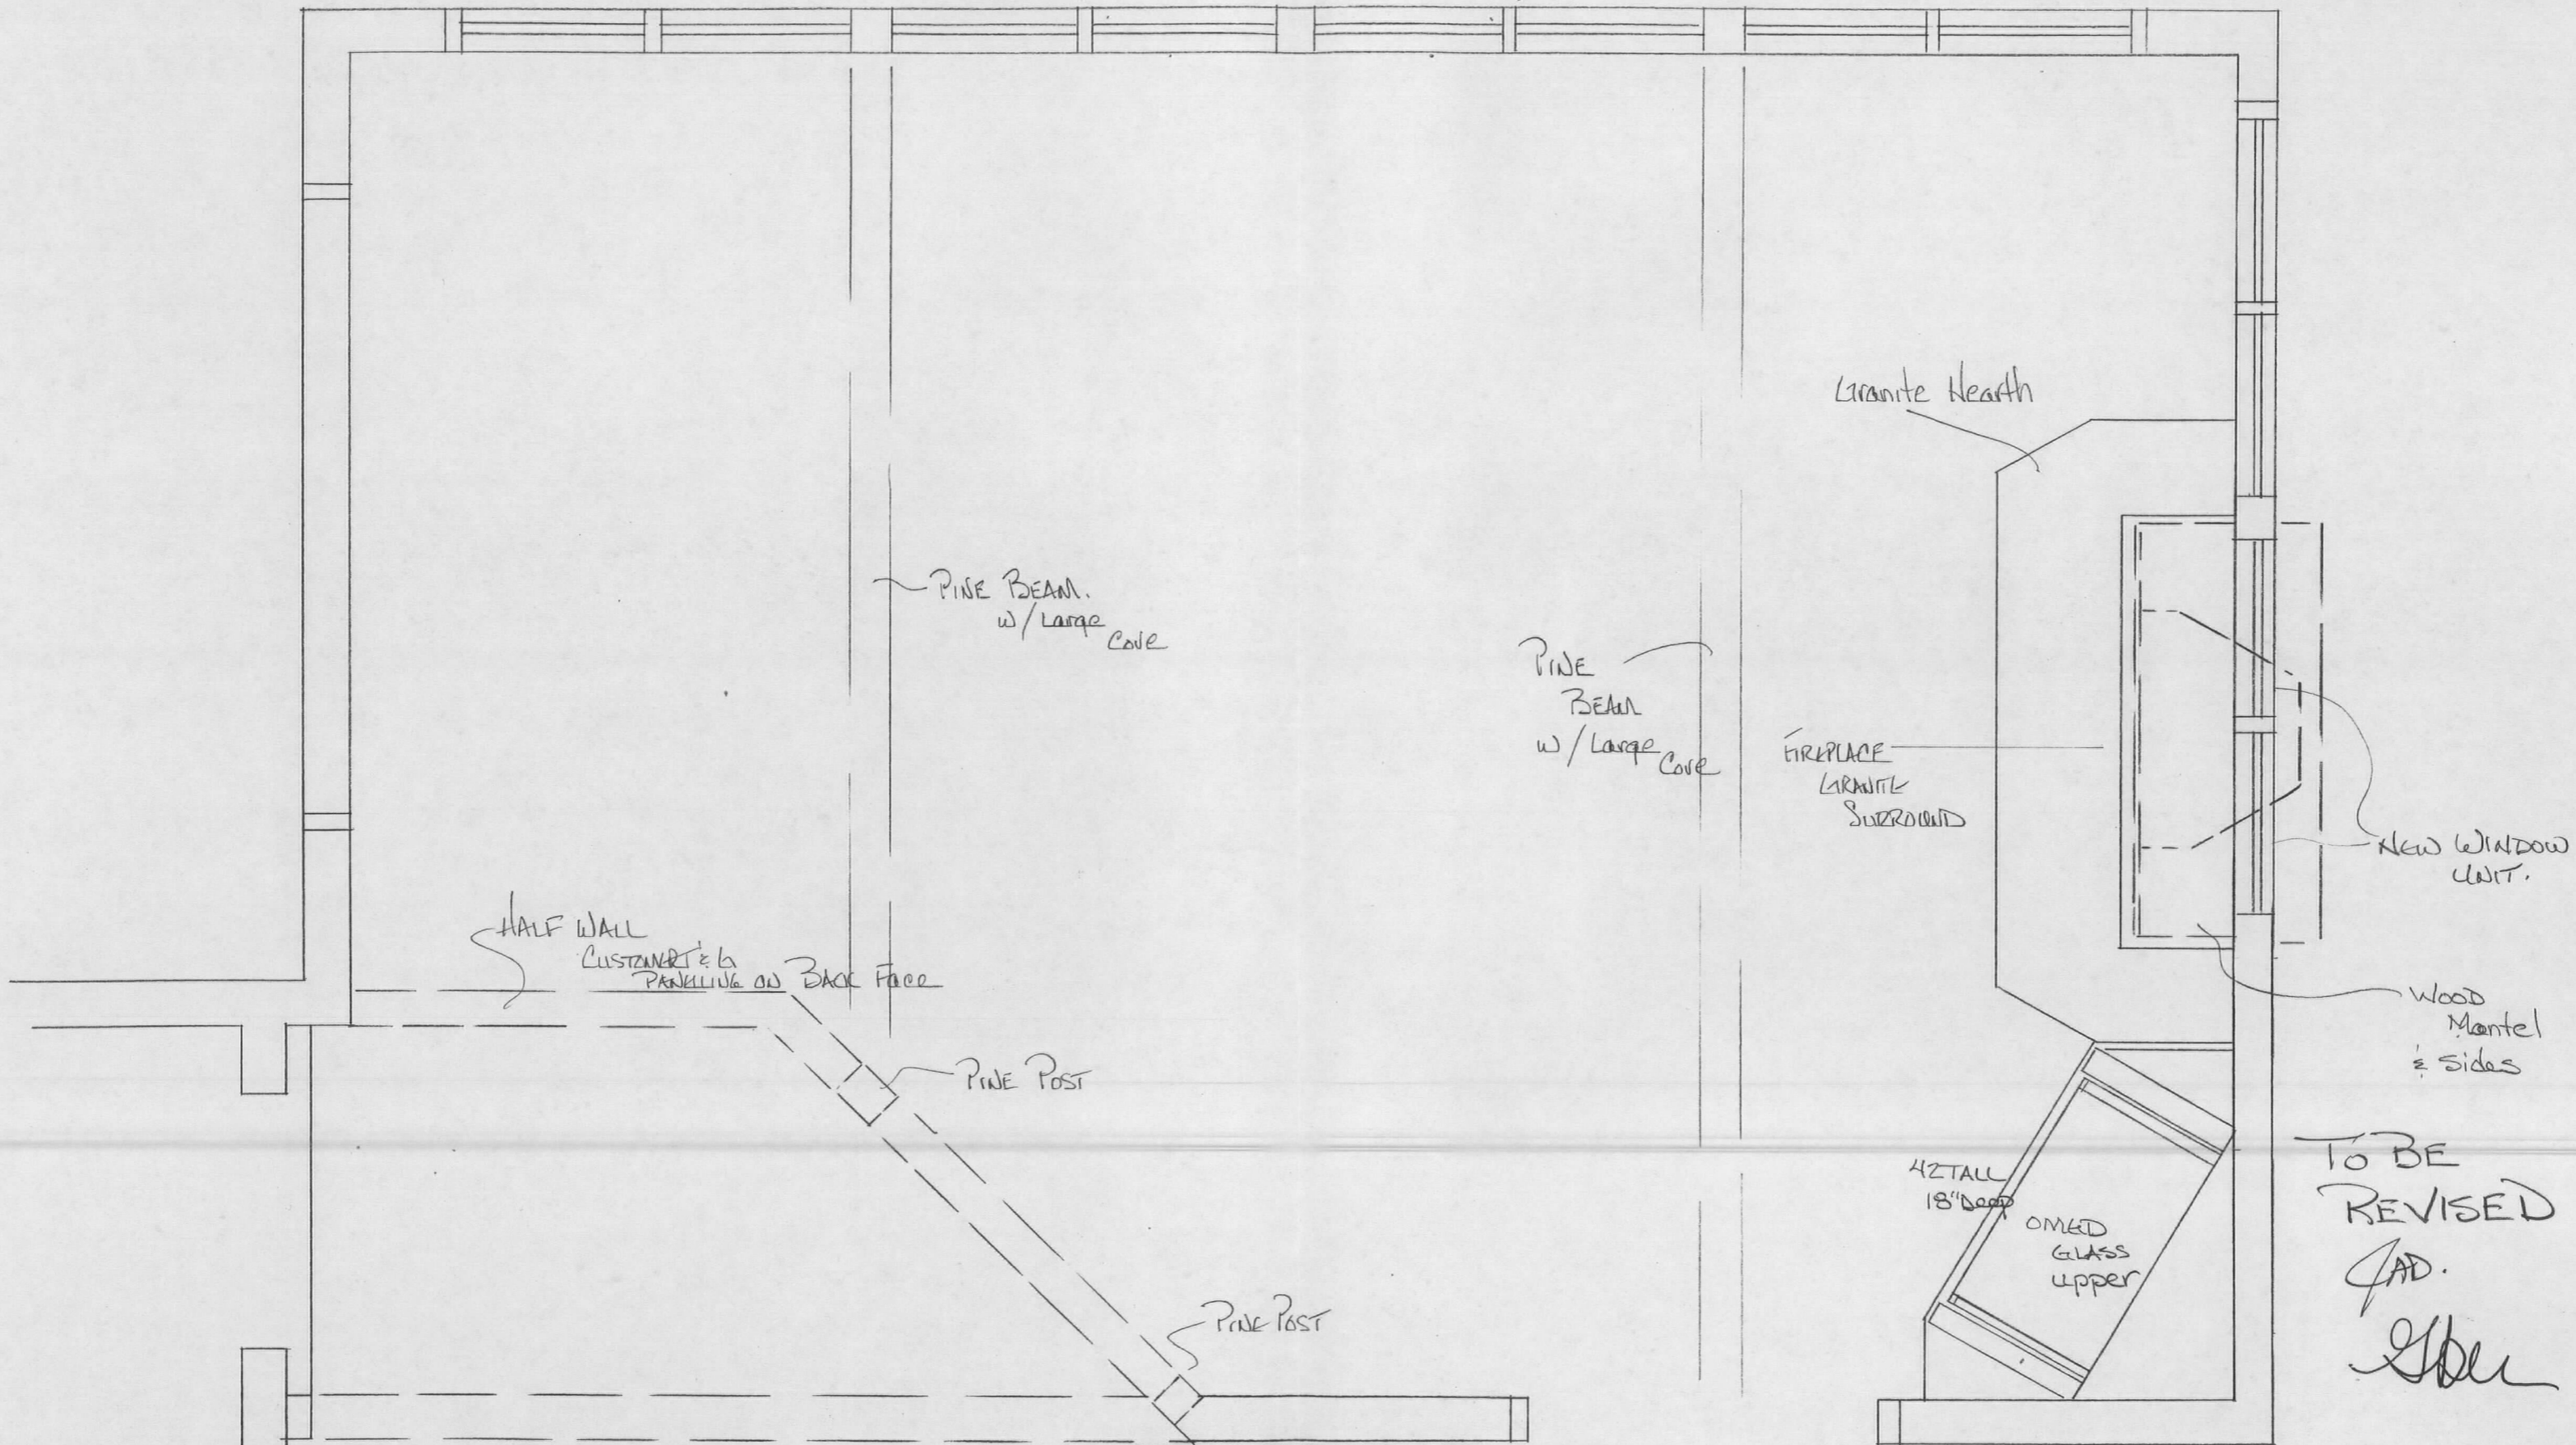 Granite Hearth
PINE BEAM.
w/Large
Cove
PINE
BEAM
w/Large
Cove
FIREPLACE
GRANITE
SURROUND
NEW WINDOW
UNIT.
HALF WALL
PANELLING ON BACK FACE
WOOD
Mantel
& Sides
PINE POST
42 TALL
18" Deep
GLASS
upper
TO BE
REVISED
PINE POST